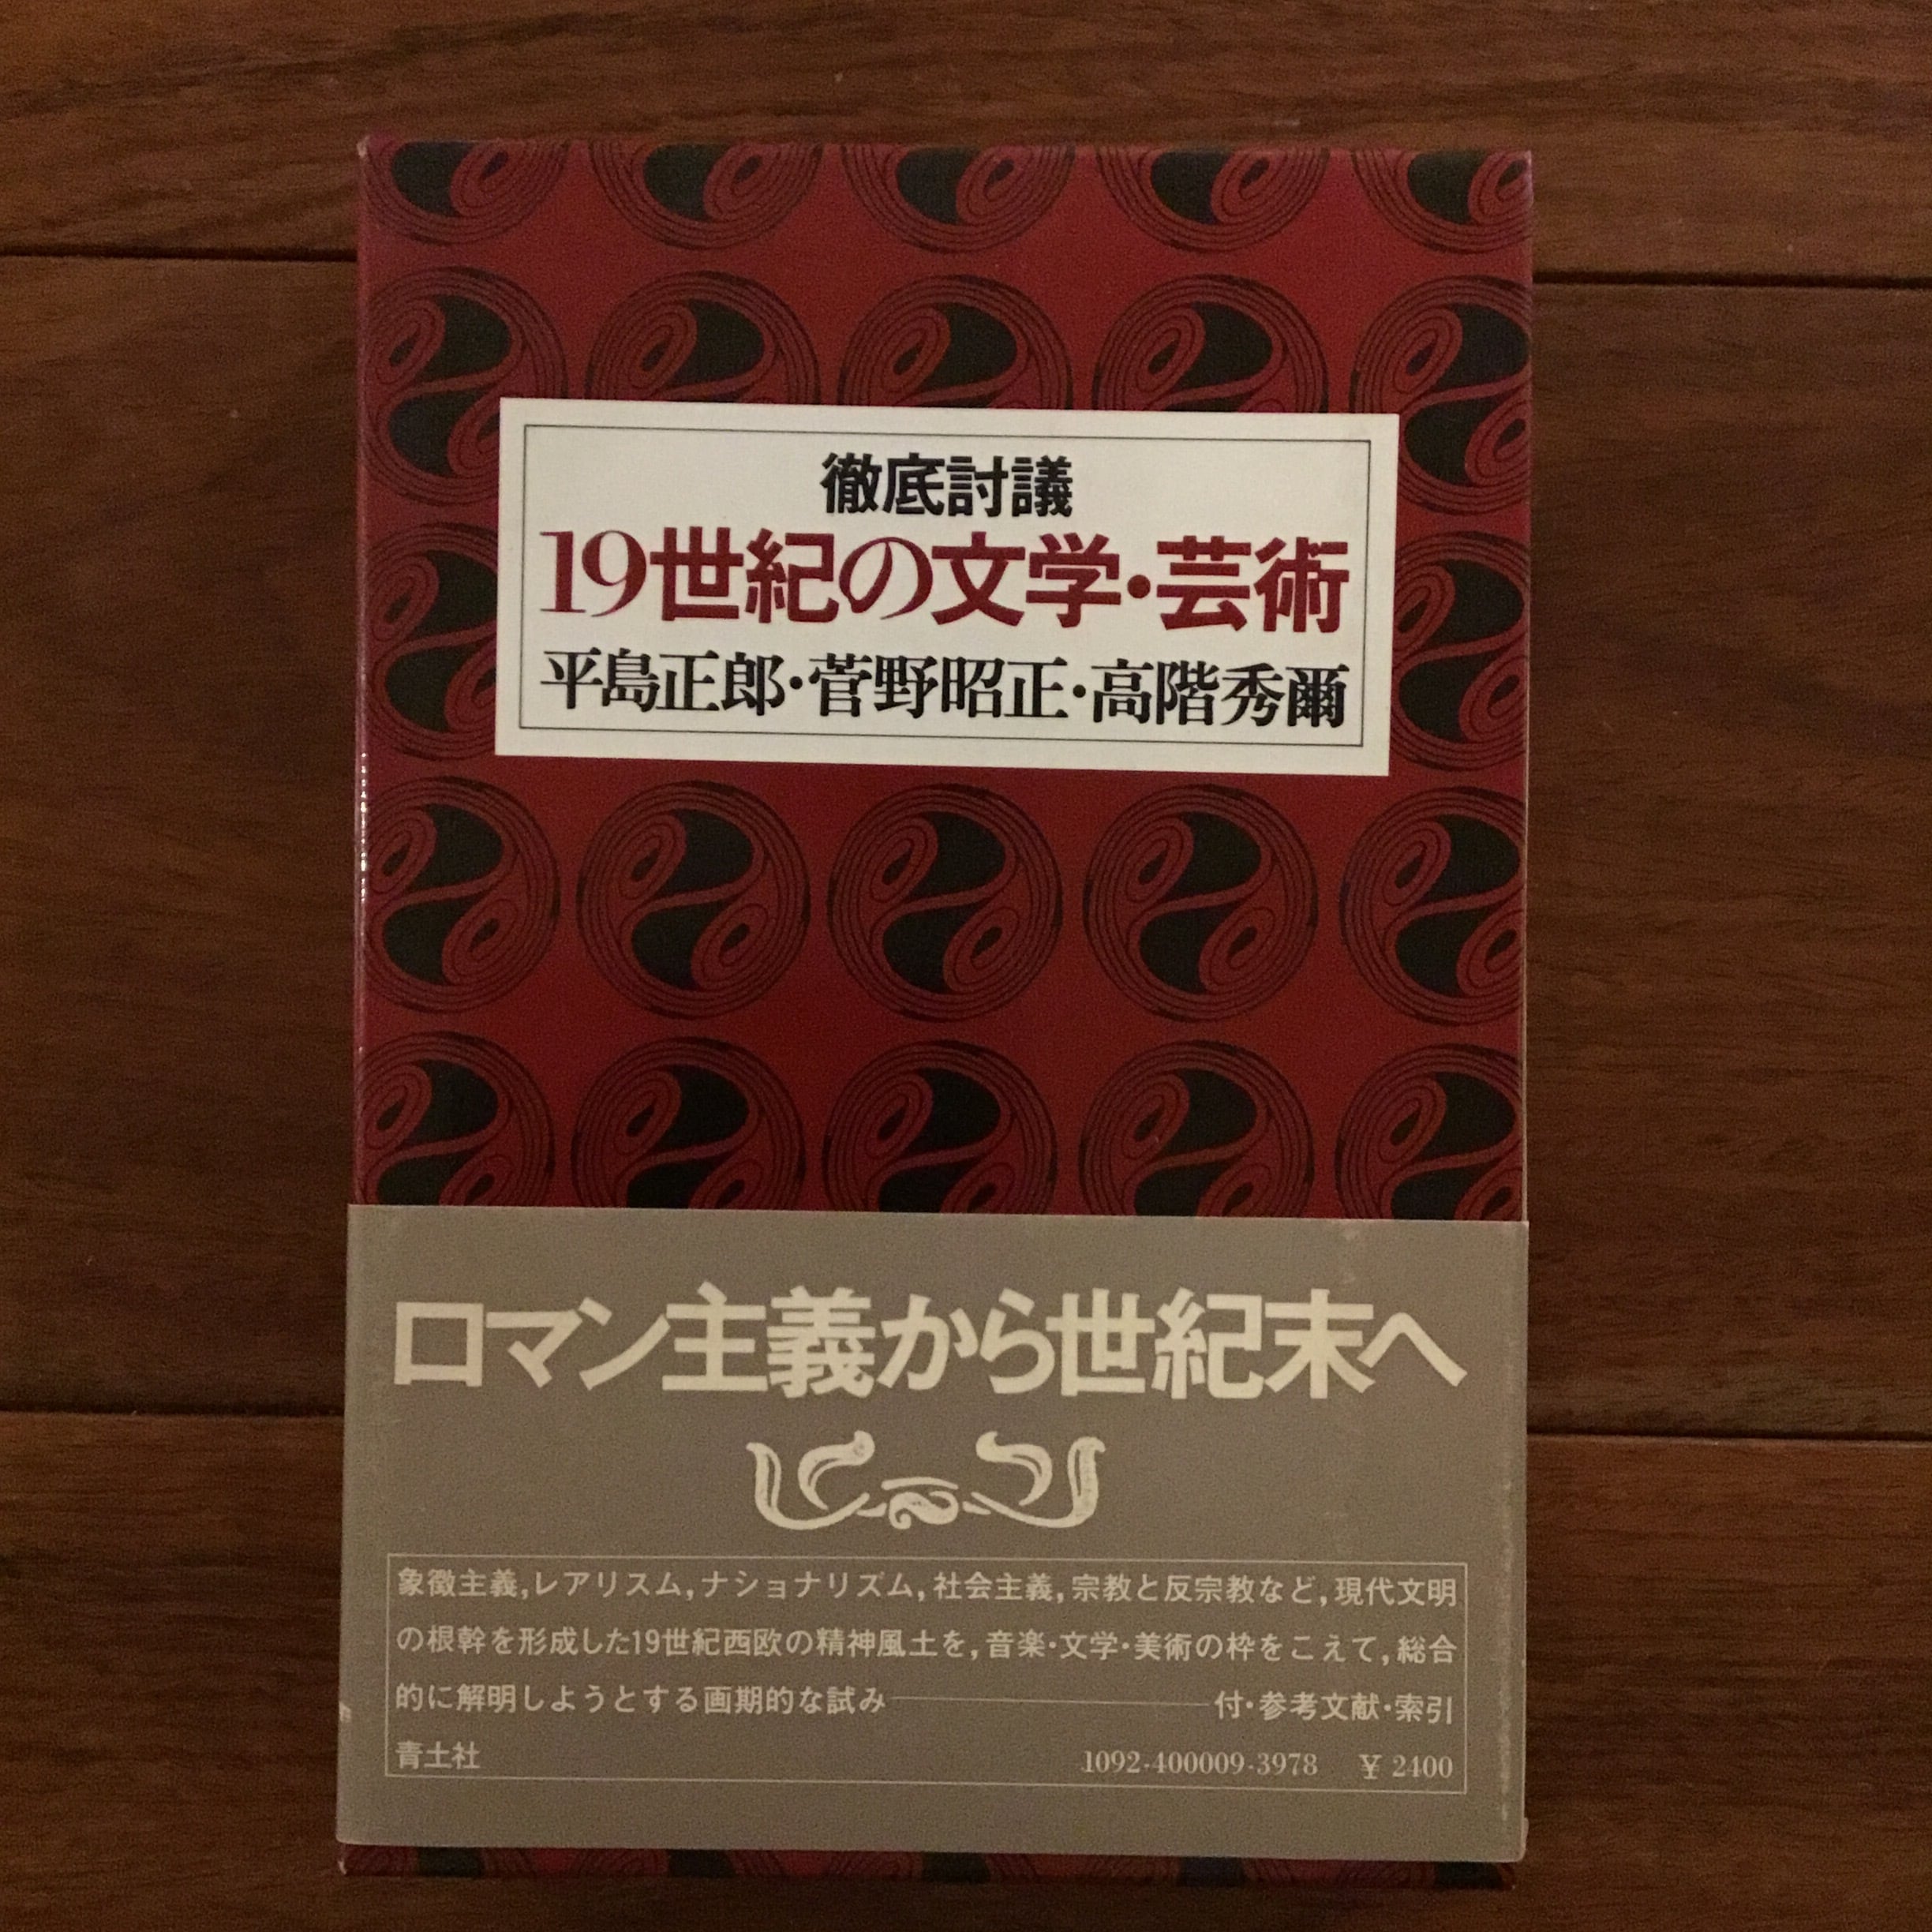 徹底討議
19世紀の文学・芸術
平島正郎・菅野昭正・高階秀爾
ロマン主義から世紀末へ
象徴主義,レアリスム,ナショナリズム,社会主義,宗教と反宗教など,現代文明
の根幹を形成した19世紀西欧の精神風土を,音楽・文学・美術の枠をこえて,総合
的に解明しようとする画期的な試み————付・参考文献・索引
青土社 1092-400009-3978 ¥2400